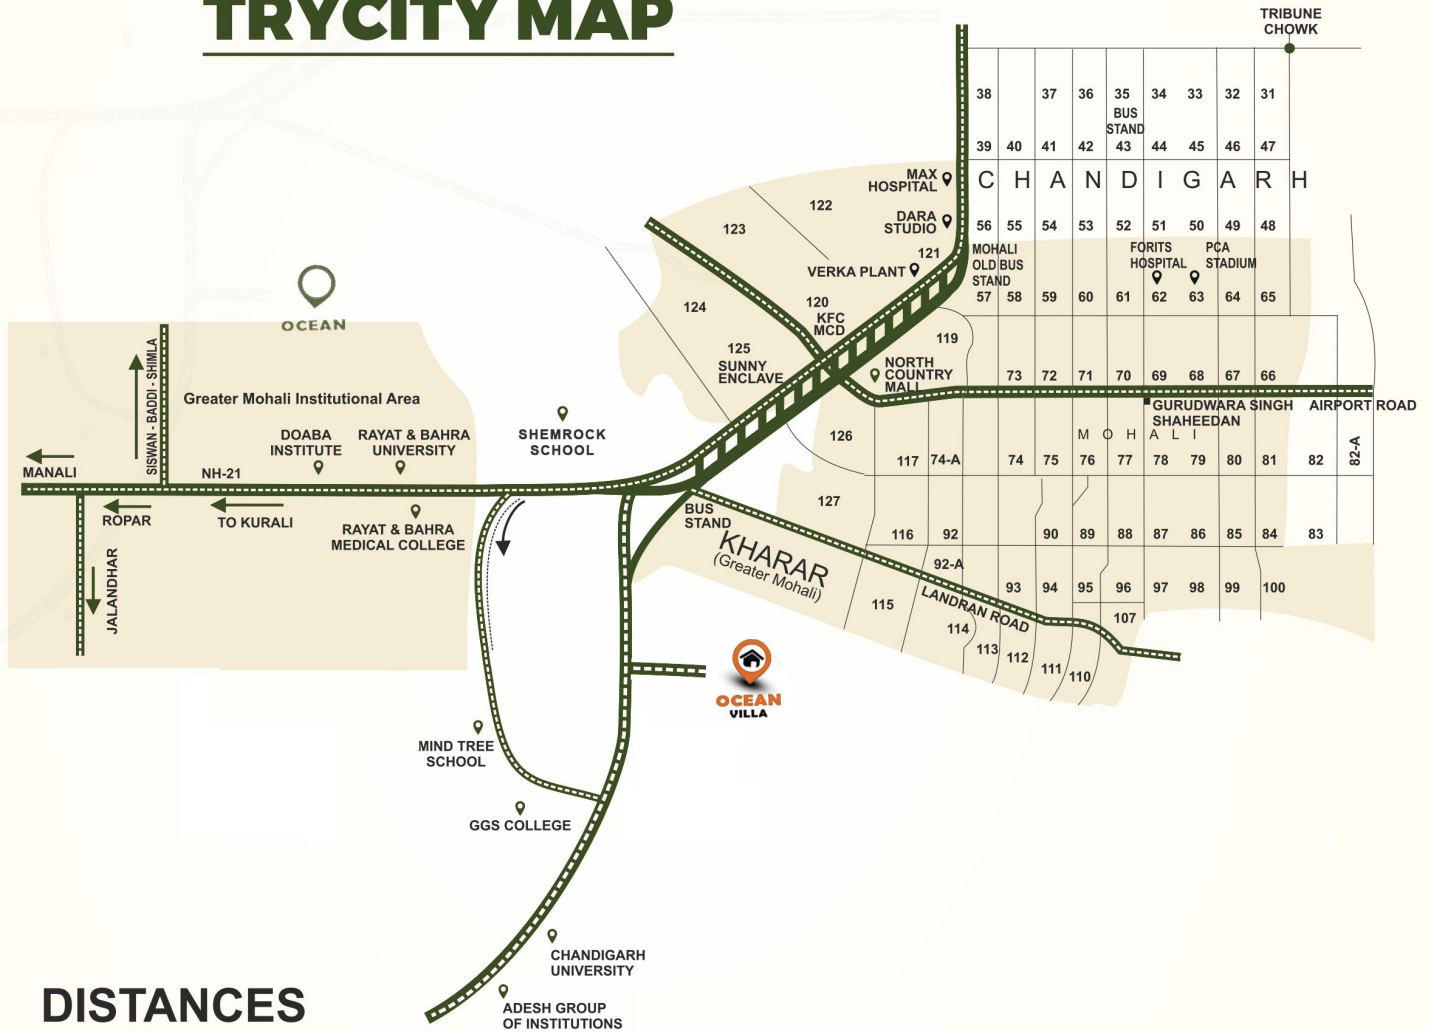 TRYCITY MAP
TRIBUNE
CHOWK
38 37 36 35 34 33 32 31
BUS
STAND
39 40 41 42 43 44 45 46 47
MAX
HOSPITAL
CHANDIGARH
122
123
DARA
STUDIO
56 55 54 53 52 51 50 49 48
121
MOHALI
OLD BUS
STAND
FORITS
HOSPITAL
PCA
STADIUM
VERKA PLANT
57 58 59 60 61 62 63 64 65
124
120
KFC
MCD
OCEAN
119
125
SUNNY
ENCLAVE
NORTH
COUNTRY
MALL
73 72 71 70 69 68 67 66
SISWAN - BADDI - SHIMLA
Greater Mohali Institutional Area
GURUDWARA SINGH
SHAHEEDAN
AIRPORT ROAD
DOABA
INSTITUTE
RAYAT & BAHRA
UNIVERSITY
SHEMROCK
SCHOOL
126
MOHALI
117 74-A 74 75 76 77 78 79 80 81 82 82-A
MANALI
NH-21
ROPAR
TO KURALI
RAYAT & BAHRA
MEDICAL COLLEGE
BUS
STAND
127
116 92 90 89 88 87 86 85 84 83
KHARAR
(Greater Mohali)
JALANDHAR
92-A
93 94 95 96 97 98 99 100
LANDRAN ROAD
115
114
107
113
112
111
110
OCEAN
VILLA
MIND TREE
SCHOOL
GGS COLLEGE
CHANDIGARH
UNIVERSITY
DISTANCES
ADESH GROUP
OF INSTITUTIONS